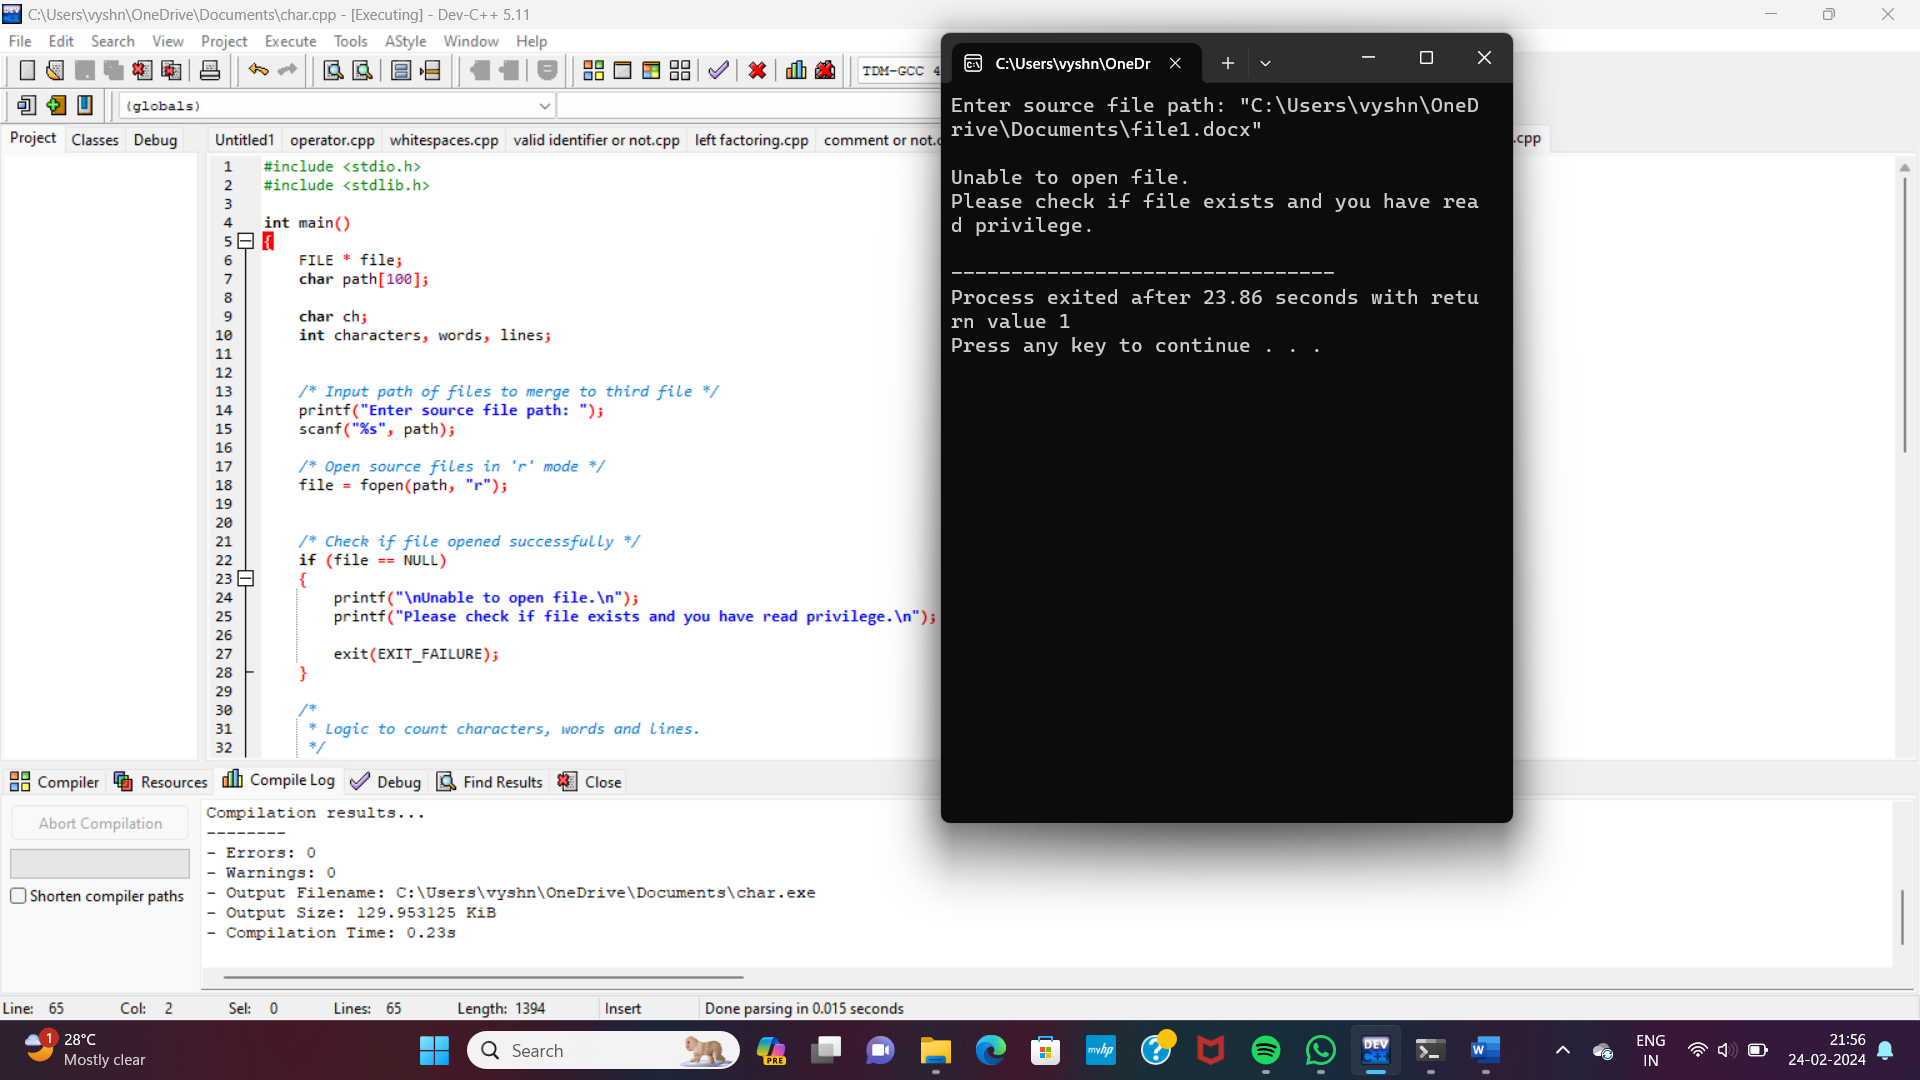 C:\Users\vyshn\OneDrive\Documents\char.cpp - [Executing] - Dev-C++ 5.11
File Edit Search View Project Execute Tools AStyle Window Help
TDM-GCC 4
(globals)
Project Classes Debug
Untitled1 operator.cpp whitespaces.cpp valid identifier or not.cpp left factoring.cpp comment or not.c .cpp
1 #include <stdio.h>
2 #include <stdlib.h>
3
4 int main()
5 {
6 FILE * file;
7 char path[100];
8
9 char ch;
10 int characters, words, lines;
11
12
13 /* Input path of files to merge to third file */
14 printf("Enter source file path: ");
15 scanf("%s", path);
16
17 /* Open source files in 'r' mode */
18 file = fopen(path, "r");
19
20
21 /* Check if file opened successfully */
22 if (file == NULL)
23 {
24 printf("\nUnable to open file.\n");
25 printf("Please check if file exists and you have read privilege.\n");
26
27 exit(EXIT_FAILURE);
28 }
29
30 /*
31 * Logic to count characters, words and lines.
32 */
C:\Users\vyshn\OneDr
Enter source file path: "C:\Users\vyshn\OneD
rive\Documents\file1.docx"
Unable to open file.
Please check if file exists and you have rea
d privilege.
--------------------------------
Process exited after 23.86 seconds with retu
rn value 1
Press any key to continue . . .
Compiler Resources Compile Log Debug Find Results Close
Abort Compilation
Shorten compiler paths
Compilation results...
--------
- Errors: 0
- Warnings: 0
- Output Filename: C:\Users\vyshn\OneDrive\Documents\char.exe
- Output Size: 129.953125 KiB
- Compilation Time: 0.23s
Line: 65 Col: 2 Sel: 0 Lines: 65 Length: 1394 Insert Done parsing in 0.015 seconds
1
28°C
Mostly clear
Search
PRE
myhp
DEV
C++
W
ENG
IN
21:56
24-02-2024